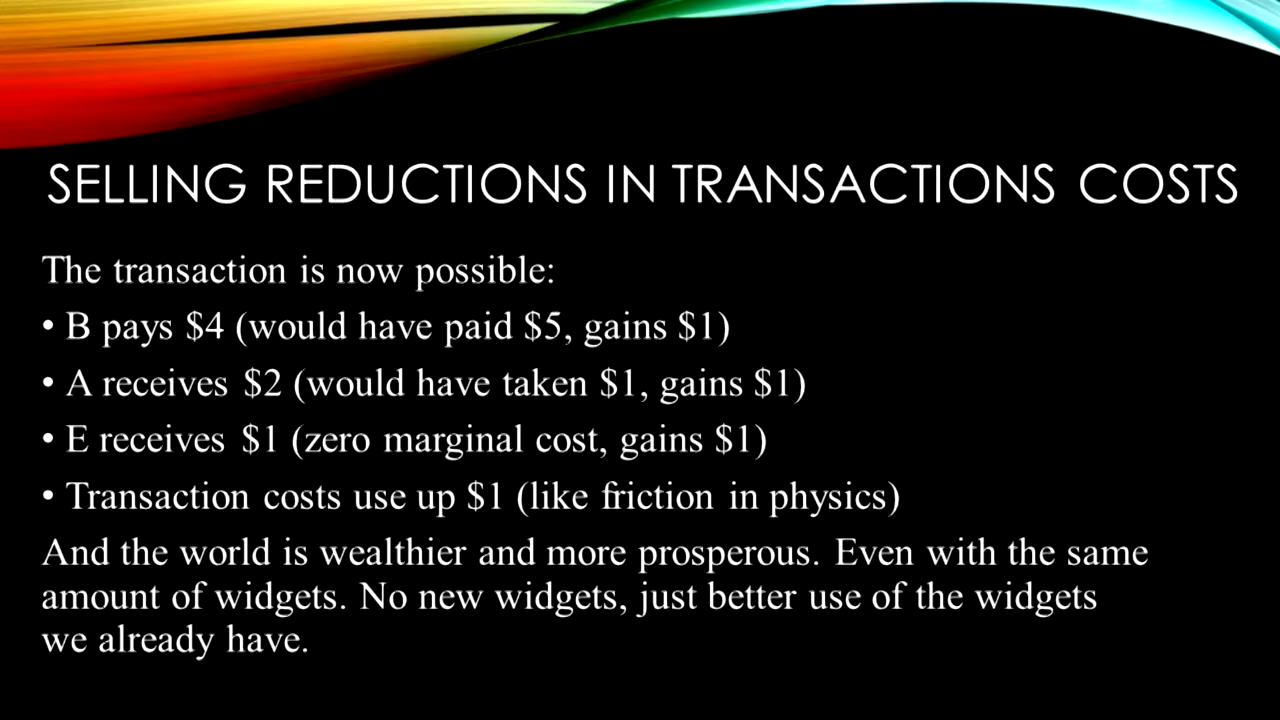 SELLING REDUCTIONS IN TRANSACTIONS COSTS
The transaction is now possible:
• B pays $4 (would have paid $5, gains $1)
• A receives $2 (would have taken $1, gains $1)
• E receives $1 (zero marginal cost, gains $1)
• Transaction costs use up $1 (like friction in physics)
And the world is wealthier and more prosperous. Even with the same
amount of widgets. No new widgets, just better use of the widgets
we already have.